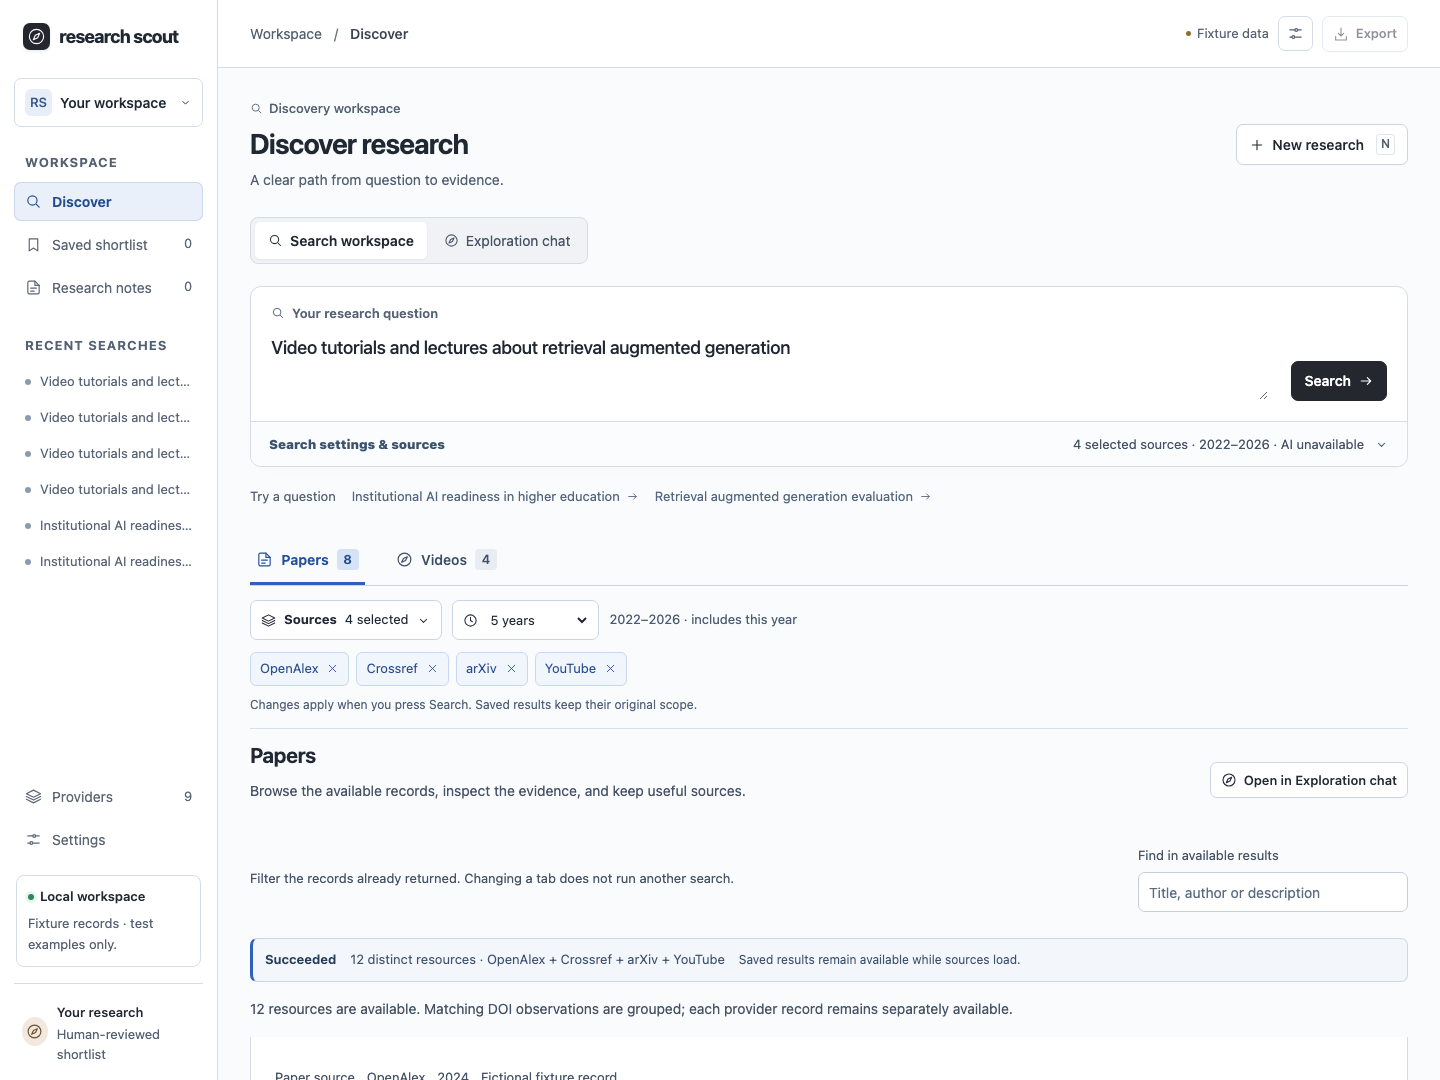 research scout
RS Your workspace
WORKSPACE
Discover
Saved shortlist 0
Research notes 0
RECENT SEARCHES
Video tutorials and lect...
Video tutorials and lect...
Video tutorials and lect...
Video tutorials and lect...
Institutional AI readines...
Institutional AI readines...
Providers 9
Settings
Local workspace
Fixture records · test
examples only.
Your research
Human-reviewed
shortlist
Workspace / Discover
Fixture data
Export
Discovery workspace
Discover research
A clear path from question to evidence.
New research N
Search workspace
Exploration chat
Your research question
Video tutorials and lectures about retrieval augmented generation
Search →
Search settings & sources
4 selected sources · 2022–2026 · AI unavailable
Try a question Institutional AI readiness in higher education → Retrieval augmented generation evaluation →
Papers 8
Videos 4
Sources 4 selected
5 years
2022–2026 · includes this year
OpenAlex ×
Crossref ×
arXiv ×
YouTube ×
Changes apply when you press Search. Saved results keep their original scope.
Papers
Browse the available records, inspect the evidence, and keep useful sources.
Open in Exploration chat
Filter the records already returned. Changing a tab does not run another search.
Find in available results
Title, author or description
Succeeded 12 distinct resources · OpenAlex + Crossref + arXiv + YouTube Saved results remain available while sources load.
12 resources are available. Matching DOI observations are grouped; each provider record remains separately available.
Paper source OpenAlex 2024 Fictional fixture record